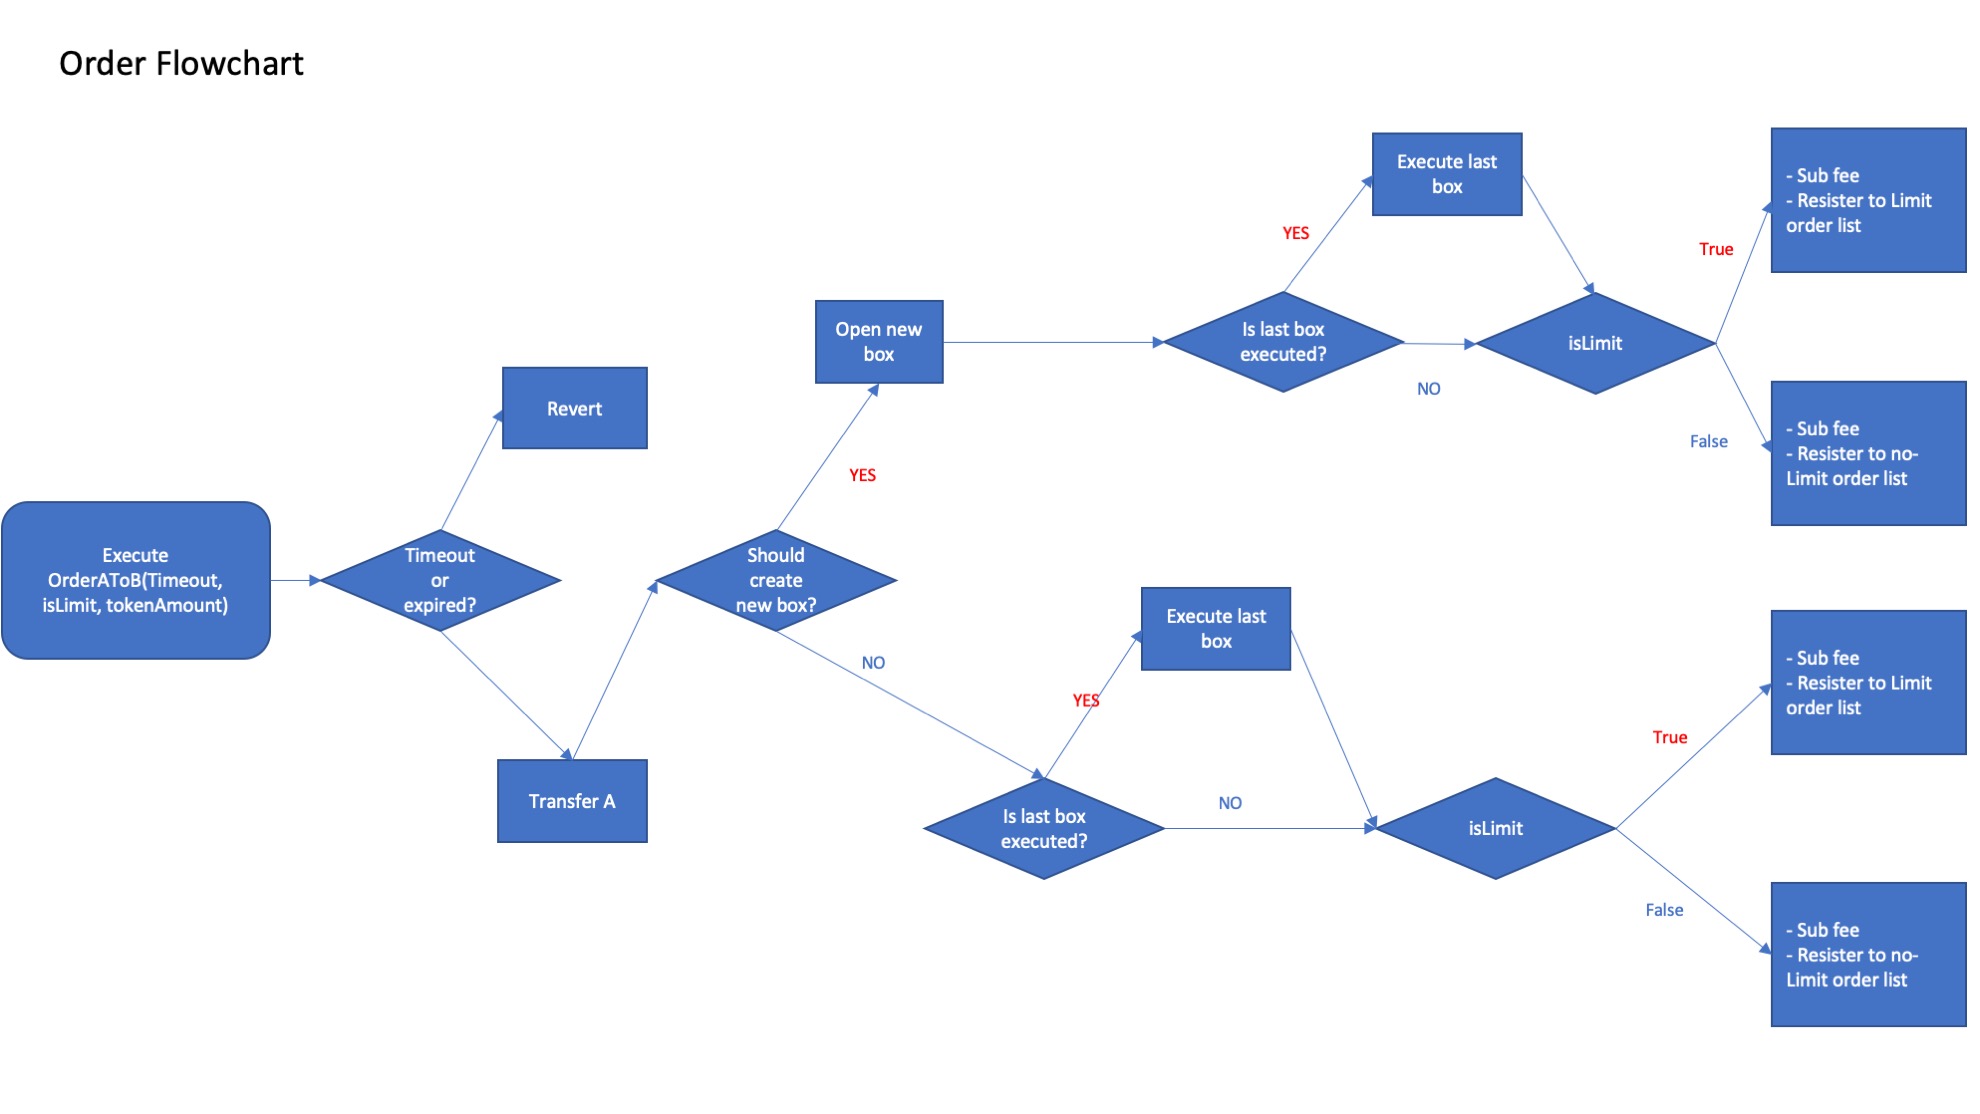 Order Flowchart
Execute
OrderAToB(Timeout,
isLimit, tokenAmount)
Timeout
or
expired?
Revert
Transfer A
Should
create
new box?
YES
NO
Open new
box
Is last box
executed?
YES
NO
Execute last
box
isLimit
True
False
- Sub fee
- Resister to Limit
order list
- Sub fee
- Resister to no-
Limit order list
Is last box
executed?
YES
NO
Execute last
box
isLimit
True
False
- Sub fee
- Resister to Limit
order list
- Sub fee
- Resister to no-
Limit order list